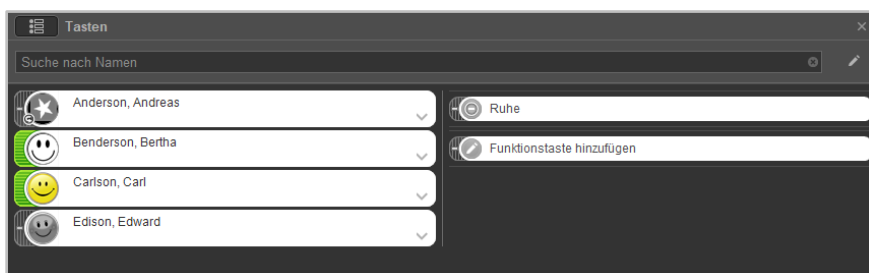 Tasten
Suche nach Namen
Anderson, Andreas
Benderson, Bertha
Carlson, Carl
Edison, Edward
Ruhe
Funktionstaste hinzufügen